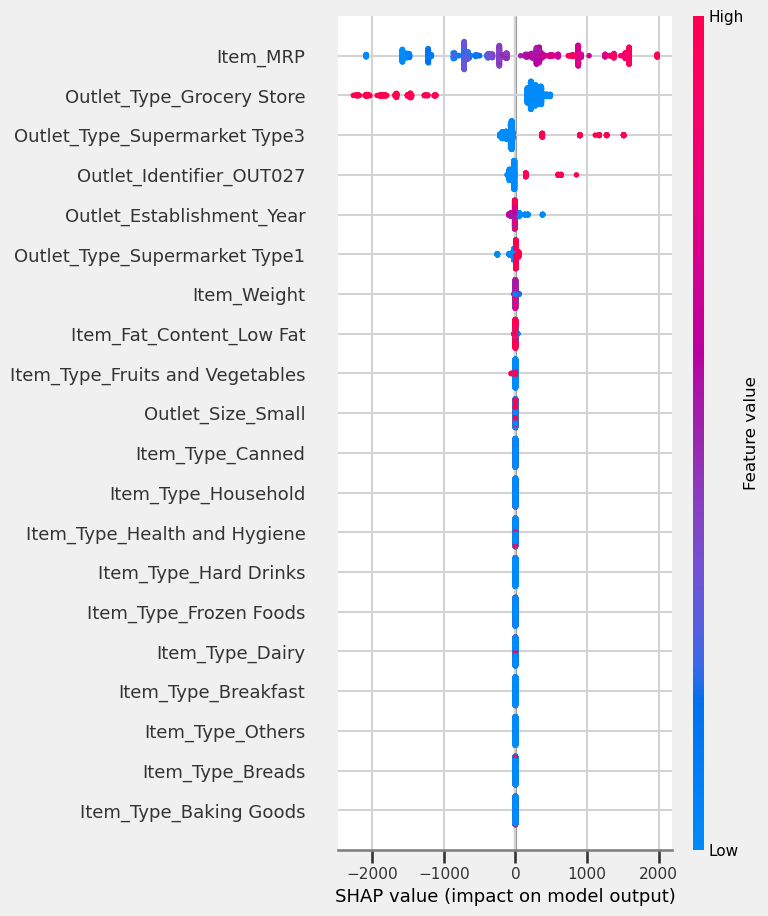 High
Item_MRP
Outlet_Type_Grocery Store
Outlet_Type_Supermarket Type3
Outlet_Identifier_OUT027
Outlet_Establishment_Year
Outlet_Type_Supermarket Type1
Item_Weight
Item_Fat_Content_Low Fat
Item_Type_Fruits and Vegetables
Outlet_Size_Small
Item_Type_Canned
Item_Type_Household
Item_Type_Health and Hygiene
Item_Type_Hard Drinks
Item_Type_Frozen Foods
Item_Type_Dairy
Item_Type_Breakfast
Item_Type_Others
Item_Type_Breads
Item_Type_Baking Goods
Feature value
Low
−2000 −1000 0 1000 2000
SHAP value (impact on model output)